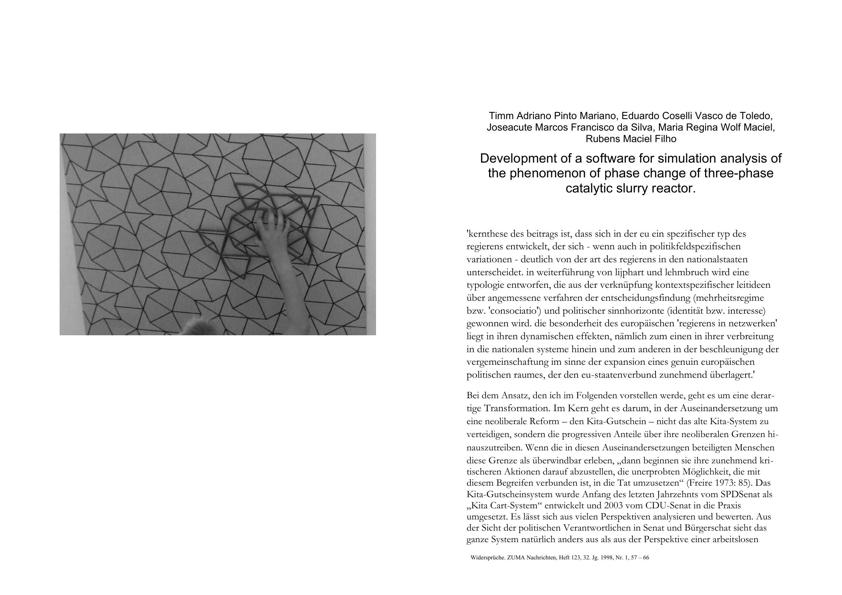 Timm Adriano Pinto Mariano, Eduardo Coselli Vasco de Toledo,
Joseacute Marcos Francisco da Silva, Maria Regina Wolf Maciel,
Rubens Maciel Filho
Development of a software for simulation analysis of
the phenomenon of phase change of three-phase
catalytic slurry reactor.
'kernthese des beitrags ist, dass sich in der eu ein spezifischer typ des
regierens entwickelt, der sich - wenn auch in politikfeldspezifischen
variationen - deutlich von der art des regierens in den nationalstaaten
unterscheidet. in weiterführung von lijphart und lehmbruch wird eine
typologie entworfen, die aus der verknüpfung kontextspezifischer leitideen
über angemessene verfahren der entscheidungsfindung (mehrheitsregime
bzw. 'consociatio') und politischer sinnhorizonte (identität bzw. interesse)
gewonnen wird. die besonderheit des europäischen 'regierens in netzwerken'
liegt in ihren dynamischen effekten, nämlich zum einen in ihrer verbreitung
in die nationalen systeme hinein und zum anderen in der beschleunigung der
vergemeinschaftung im sinne der expansion eines genuin europäischen
politischen raumes, der den eu-staatenverbund zunehmend überlagert.'
Bei dem Ansatz, den ich im Folgenden vorstellen werde, geht es um eine derar-
tige Transformation. Im Kern geht es darum, in der Auseinandersetzung um
eine neoliberale Reform – den Kita-Gutschein – nicht das alte Kita-System zu
verteidigen, sondern die progressiven Anteile über ihre neoliberalen Grenzen hi-
nauszutreiben. Wenn die in diesen Auseinandersetzungen beteiligten Menschen
diese Grenze als überwindbar erleben, „dann beginnen sie ihre zunehmend kri-
tischeren Aktionen darauf abzustellen, die unerprobten Möglichkeit, die mit
diesem Begreifen verbunden ist, in die Tat umzusetzen“ (Freire 1973: 85). Das
Kita-Gutscheinsystem wurde Anfang des letzten Jahrzehnts vom SPDSenat als
„Kita Cart-System“ entwickelt und 2003 vom CDU-Senat in die Praxis
umgesetzt. Es lässt sich aus vielen Perspektiven analysieren und bewerten. Aus
der Sicht der politischen Verantwortlichen in Senat und Bürgerschat sieht das
ganze System natürlich anders aus als aus der Perspektive einer arbeitslosen
Widersprüche. ZUMA Nachrichten, Heft 123, 32. Jg. 1998, Nr. 1, 57 – 66